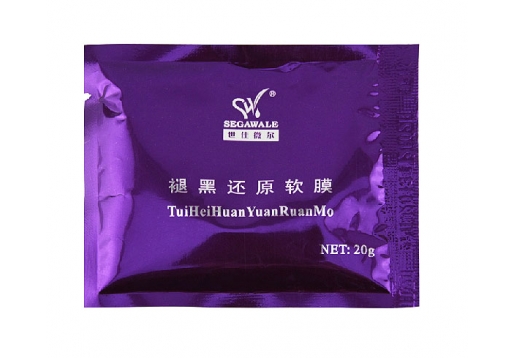 ®
SEGAWALE
世佳微尔
褪黑还原软膜
TuiHeiHuanYuanRuanMo
NET: 20g